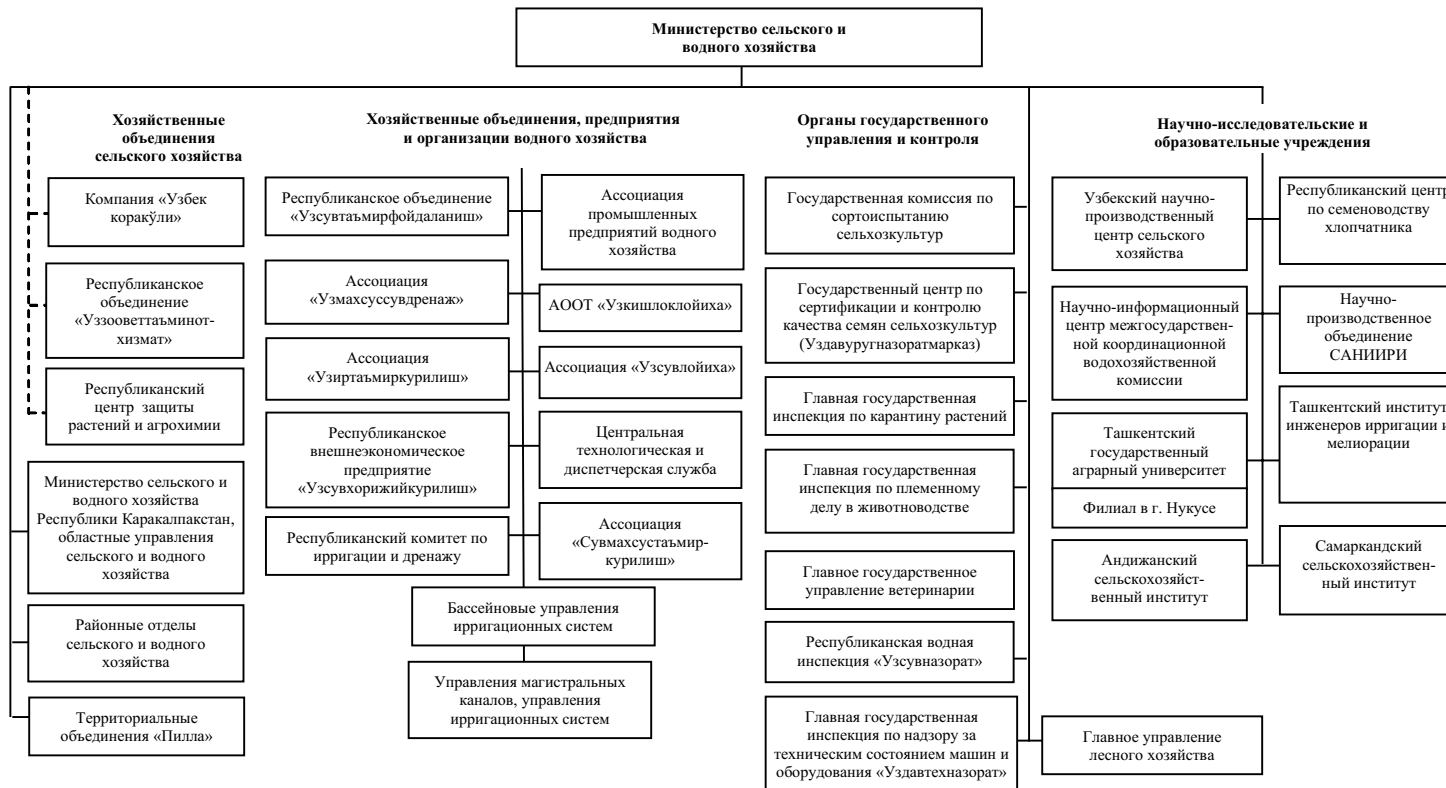 Министерство сельского и
водного хозяйства
Хозяйственные
объединения
сельского хозяйства
Компания «Узбек
коракўли»
Республиканское
объединение
«Уззооветтаъминот-
хизмат»
Республиканский
центр защиты
растений и агрохимии
Министерство сельского и
водного хозяйства
Республики Каракалпакстан,
областные управления
сельского и водного
хозяйства
Районные отделы
сельского и водного
хозяйства
Территориальные
объединения «Пилла»
Хозяйственные объединения, предприятия
и организации водного хозяйства
Республиканское объединение
«Узсувтаъмирфойдаланиш»
Ассоциация
промышленных
предприятий водного
хозяйства
Ассоциация
«Узмахсуссувдренаж»
АООТ «Узкишлоклойиха»
Ассоциация
«Узиртаъмиркурилиш»
Ассоциация «Узсувлойиха»
Республиканское
внешнеэкономическое
предприятие
«Узсувхорижийкурилиш»
Центральная
технологическая и
диспетчерская служба
Республиканский комитет по
ирригации и дренажу
Ассоциация
«Сувмахсустаъмир-
курилиш»
Бассейновые управления
ирригационных систем
Управления магистральных
каналов, управления
ирригационных систем
Органы государственного
управления и контроля
Государственная комиссия по
сортоиспытанию
сельхозкультур
Государственный центр по
сертификации и контролю
качества семян сельхозкультур
(Уздавуругназоратмарказ)
Главная государственная
инспекция по карантину растений
Главная государственная
инспекция по племенному
делу в животноводстве
Главное государственное
управление ветеринарии
Республиканская водная
инспекция «Узсувназорат»
Главная государственная
инспекция по надзору за
техническим состоянием машин и
оборудования «Уздавтехназорат»
Главное управление
лесного хозяйства
Научно-исследовательские и
образовательные учреждения
Узбекский научно-
производственный
центр сельского
хозяйства
Республиканский центр
по семеноводству
хлопчатника
Научно-информационный
центр межгосударствен-
ной координационной
водохозяйственной
комиссии
Научно-
производственное
объединение
САНИИРИ
Ташкентский
государственный
аграрный университет
Филиал в г. Нукусе
Ташкентский институт
инженеров ирригации и
мелиорации
Андижанский
сельскохозяйст-
венный институт
Самаркандский
сельскохозяйствен-
ный институт